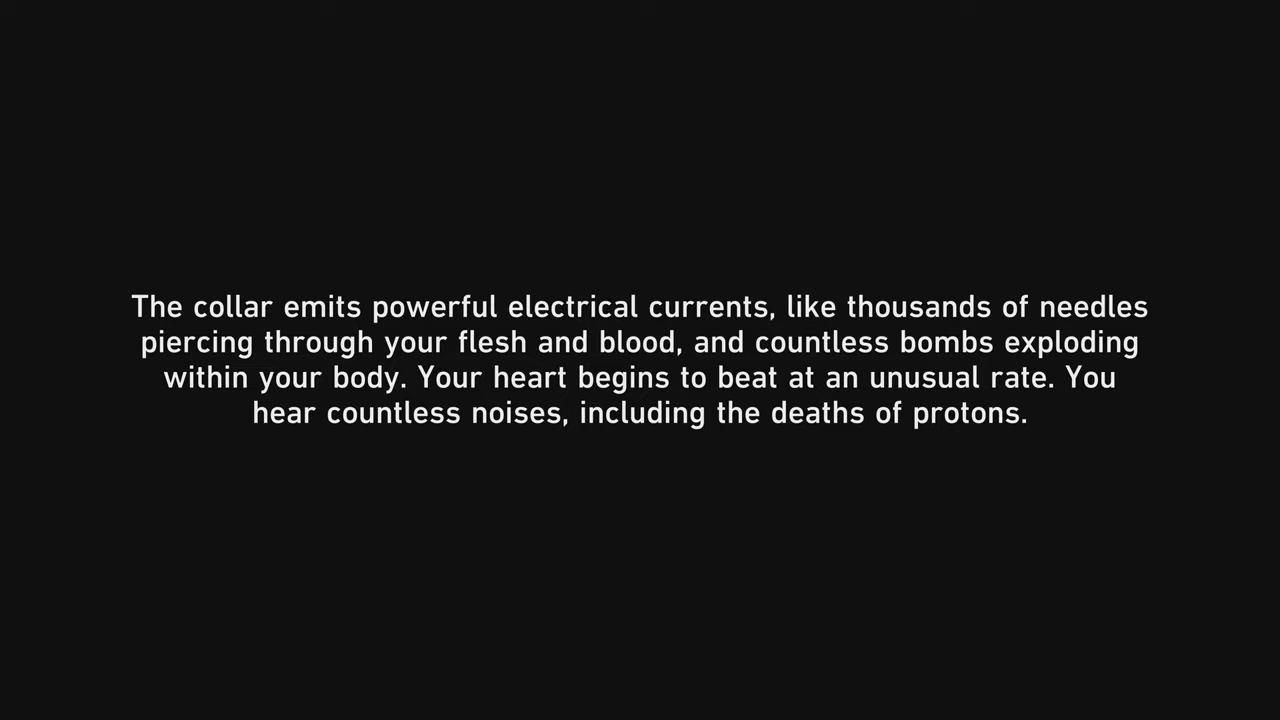 The collar emits powerful electrical currents, like thousands of needles
piercing through your flesh and blood, and countless bombs exploding
within your body. Your heart begins to beat at an unusual rate. You
hear countless noises, including the deaths of protons.